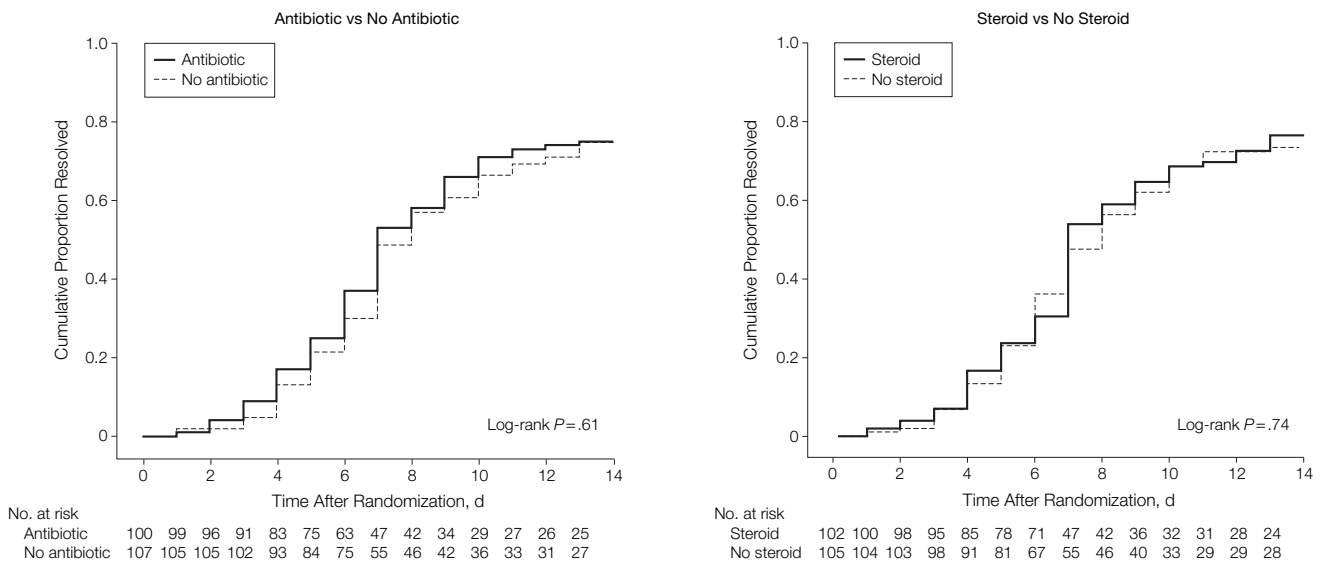 Antibiotic vs No Antibiotic
1.0
0.8
0.6
0.4
0.2
0
Cumulative Proportion Resolved
Antibiotic
No antibiotic
Log-rank P=.61
0 2 4 6 8 10 12 14
Time After Randomization, d
No. at risk
Antibiotic 100 99 96 91 83 75 63 47 42 34 29 27 26 25
No antibiotic 107 105 105 102 93 84 75 55 46 42 36 33 31 27
Steroid vs No Steroid
1.0
0.8
0.6
0.4
0.2
0
Cumulative Proportion Resolved
Steroid
No steroid
Log-rank P=.74
0 2 4 6 8 10 12 14
Time After Randomization, d
No. at risk
Steroid 102 100 98 95 85 78 71 47 42 36 32 31 28 24
No steroid 105 104 103 98 91 81 67 55 46 40 33 29 29 28